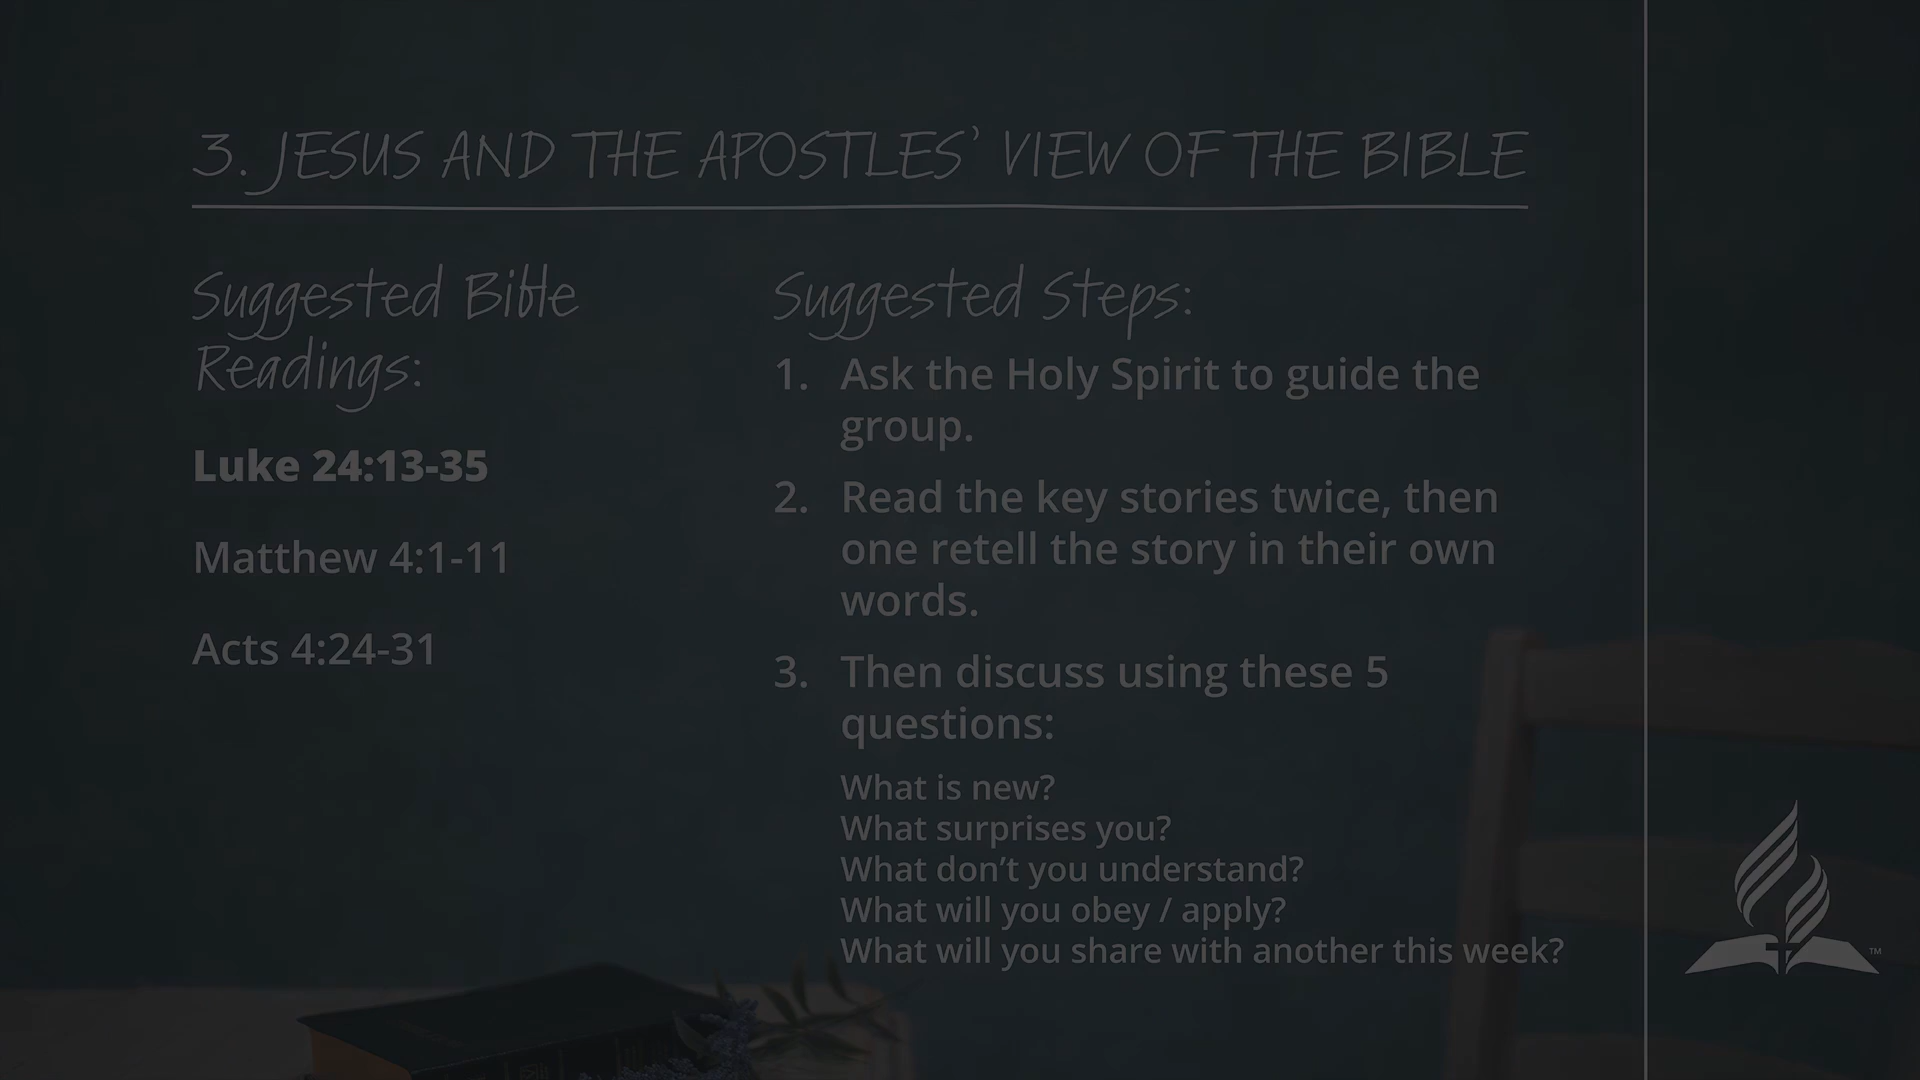 3. JESUS AND THE APOSTLES’ VIEW OF THE BIBLE
Suggested Bible
Readings:
Luke 24:13-35
Matthew 4:1-11
Acts 4:24-31
Suggested Steps:
1. Ask the Holy Spirit to guide the
group.
2. Read the key stories twice, then
one retell the story in their own
words.
3. Then discuss using these 5
questions:
What is new?
What surprises you?
What don’t you understand?
What will you obey / apply?
What will you share with another this week?
TM